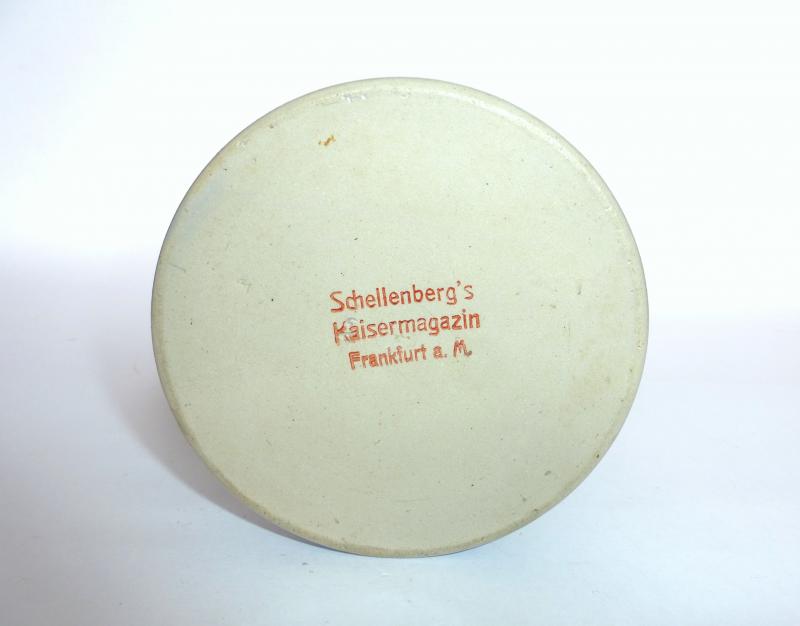 Schellenberg's
Kaisermagazin
Frankfurt a. M.